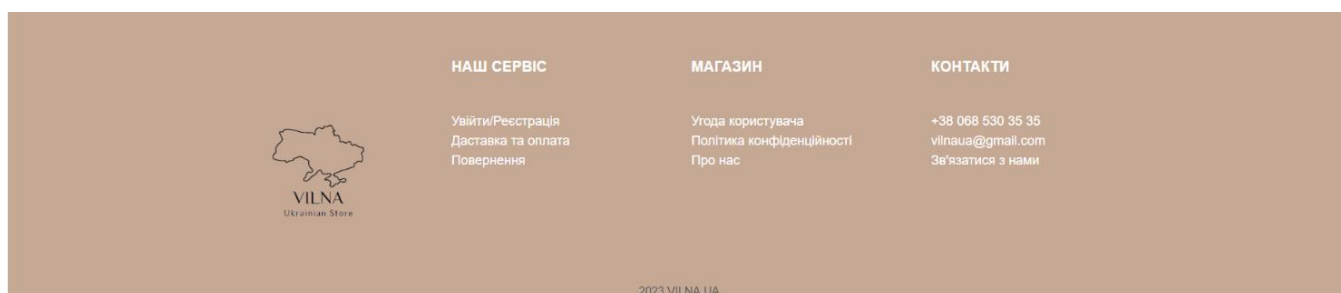 НАШ СЕРВІС
Увійти/Реєстрація
Даставка та оплата
Повернення
МАГАЗИН
Угода користувача
Політика конфіденційності
Про нас
КОНТАКТИ
+38 068 530 35 35
vilnaua@gmail.com
Зв'язатися з нами
VILNA
Ukrainian Store
2023 VILNA.UA